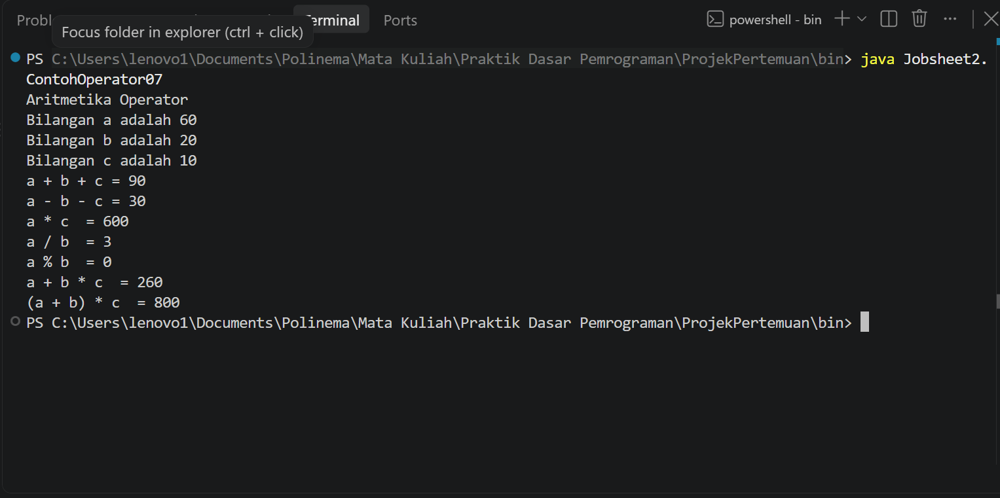 Focus folder in explorer (ctrl + click)
Ports
powershell - bin
PS C:\Users\lenovo1\Documents\Polinema\Mata Kuliah\Praktik Dasar Pemrograman\ProjekPertemuan\bin> java Jobsheet2.
ContohOperator07
Aritmetika Operator
Bilangan a adalah 60
Bilangan b adalah 20
Bilangan c adalah 10
a + b + c = 90
a - b - c = 30
a * c  = 600
a / b  = 3
a % b  = 0
a + b * c  = 260
(a + b) * c  = 800
PS C:\Users\lenovo1\Documents\Polinema\Mata Kuliah\Praktik Dasar Pemrograman\ProjekPertemuan\bin>